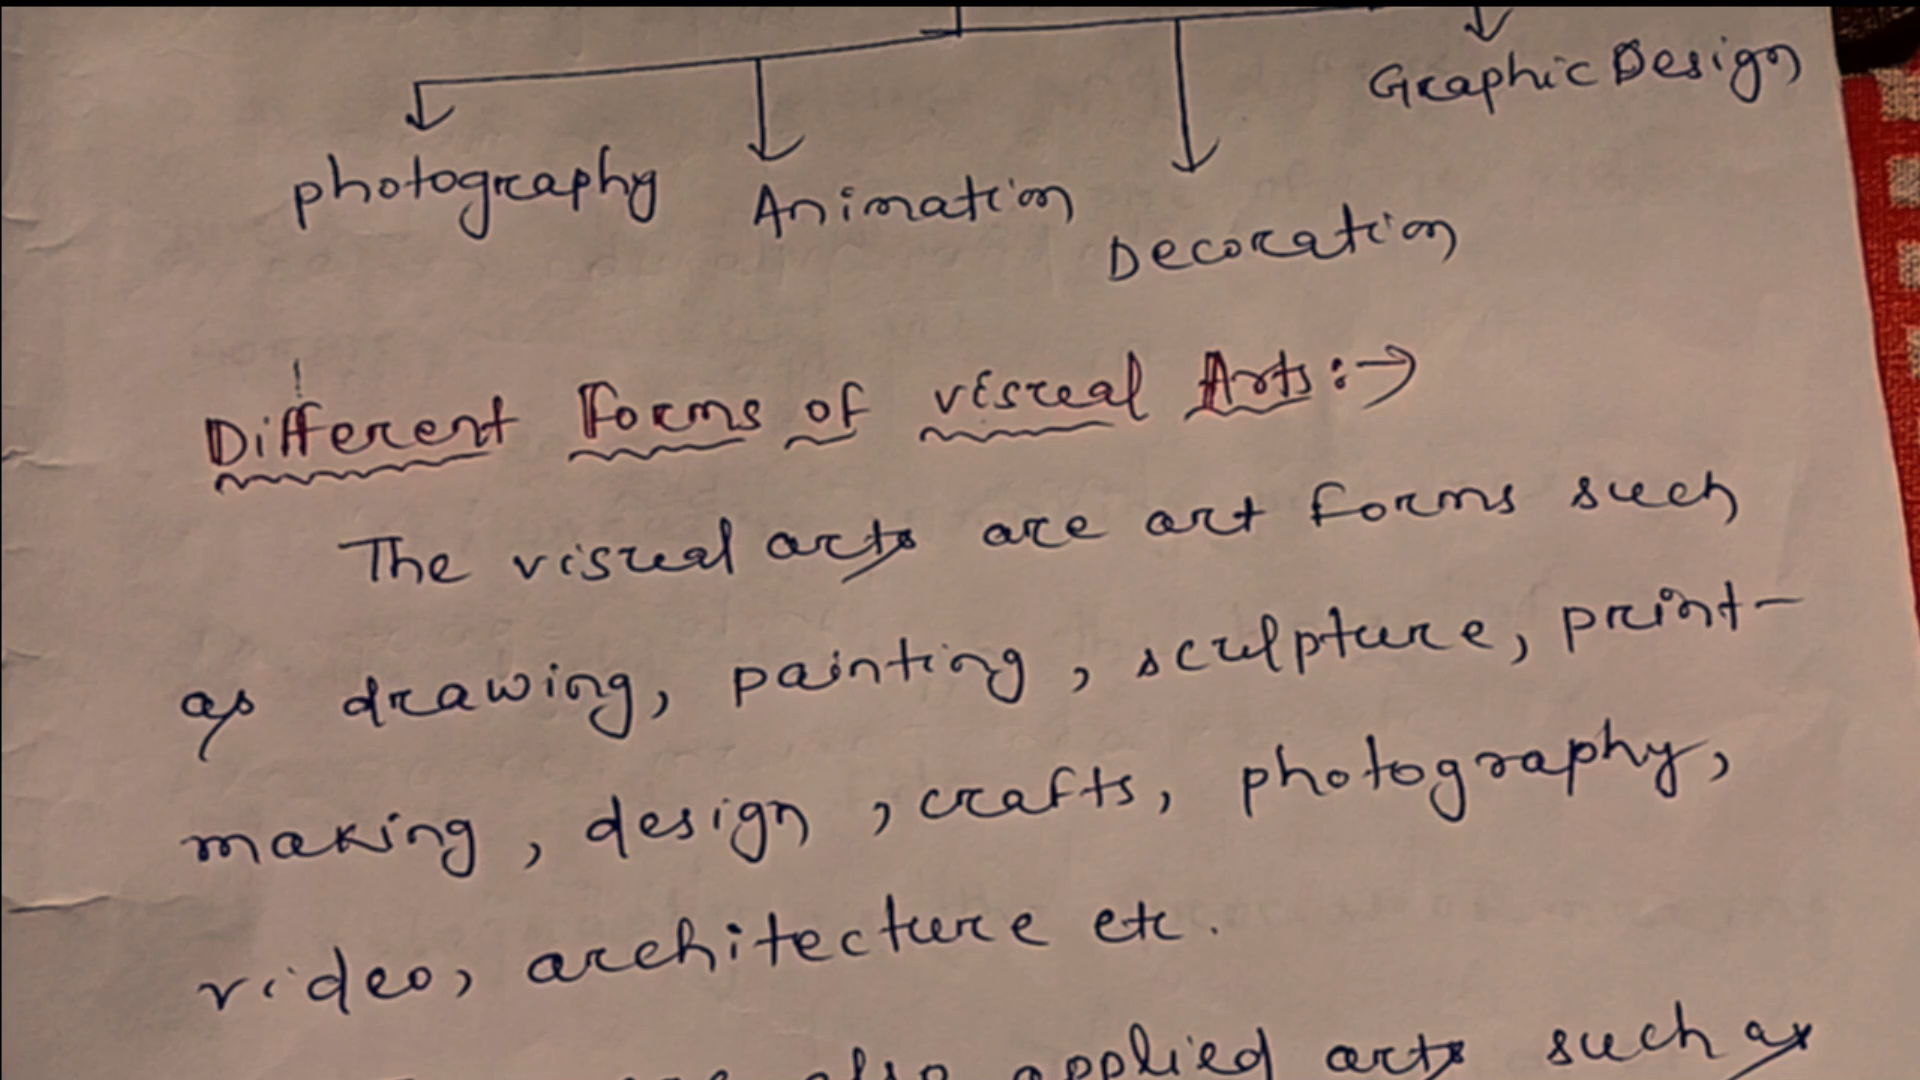 Graphic Design
photography Animation
Decoration
Different Forms of visual Arts:→
The visual arts are art forms such
as drawing, painting, sculpture, print-
making, design, crafts, photography,
video, architecture etc.
also applied arts such as